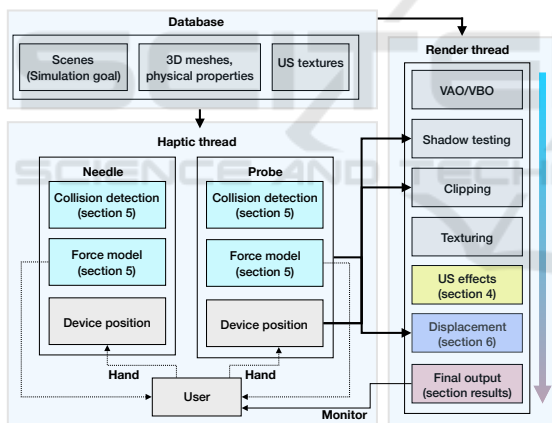 Database
Scenes
(Simulation goal)
3D meshes,
physical properties
US textures
Haptic thread
Needle
Collision detection
(section 5)
Force model
(section 5)
Device position
Probe
Collision detection
(section 5)
Force model
(section 5)
Device position
Hand
Hand
User
Monitor
Render thread
VAO/VBO
Shadow testing
Clipping
Texturing
US effects
(section 4)
Displacement
(section 6)
Final output
(section results)
SCIENCE AND TECH